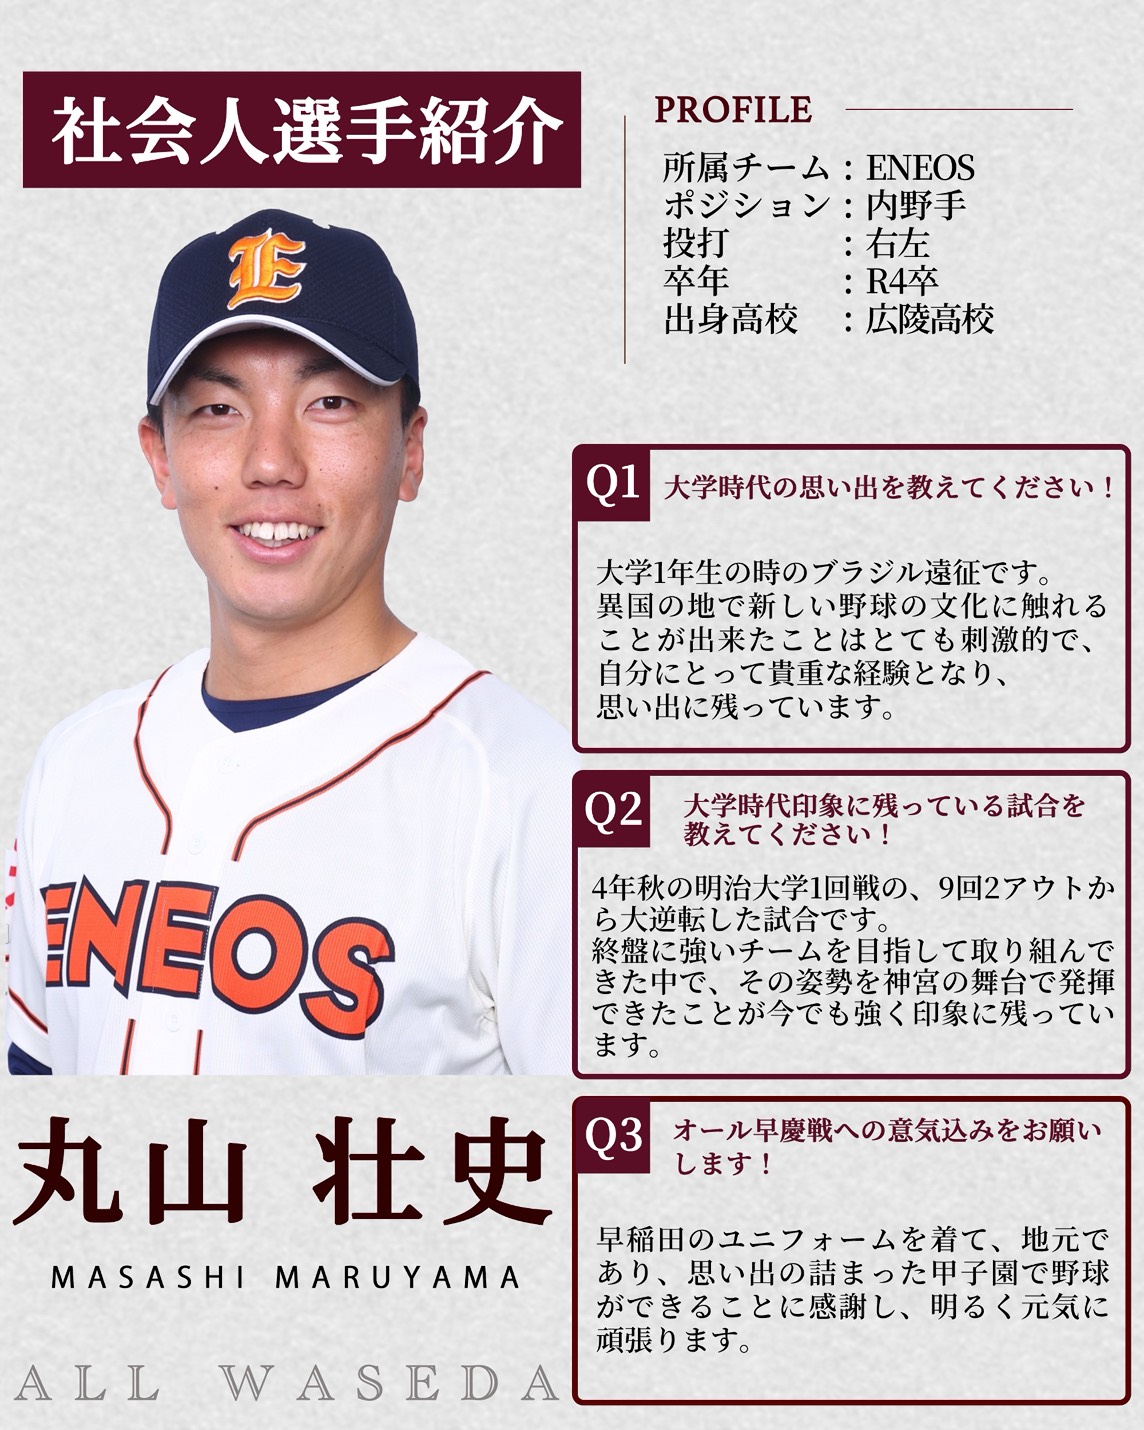 社会人選手紹介
PROFILE
所属チーム：ENEOS
ポジション：内野手
投打：右左
卒年：R4卒
出身高校：広陵高校
E
ENEOS
Q1 大学時代の思い出を教えてください！
大学1年生の時のブラジル遠征です。
異国の地で新しい野球の文化に触れる
ことが出来たことはとても刺激的で、
自分にとって貴重な経験となり、
思い出に残っています。
Q2 大学時代印象に残っている試合を
教えてください！
4年秋の明治大学1回戦の、9回2アウトか
ら大逆転した試合です。
終盤に強いチームを目指して取り組んで
きた中で、その姿勢を神宮の舞台で発揮
できたことが今でも強く印象に残ってい
ます。
Q3 オール早慶戦への意気込みをお願い
します！
早稲田のユニフォームを着て、地元で
あり、思い出の詰まった甲子園で野球
ができることに感謝し、明るく元気に
頑張ります。
丸山 壮史
MASASHI MARUYAMA
ALL WASEDA